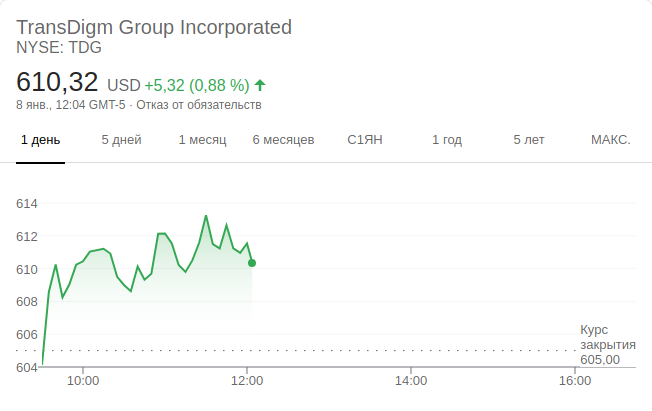 TransDigm Group Incorporated
NYSE: TDG
610,32 USD +5,32 (0,88 %)
8 янв., 12:04 GMT-5 · Отказ от обязательств
1 день 5 дней 1 месяц 6 месяцев С1ЯН 1 год 5 лет МАКС.
614
612
610
608
606
604
Курс
закрытия
605,00
10:00 12:00 14:00 16:00